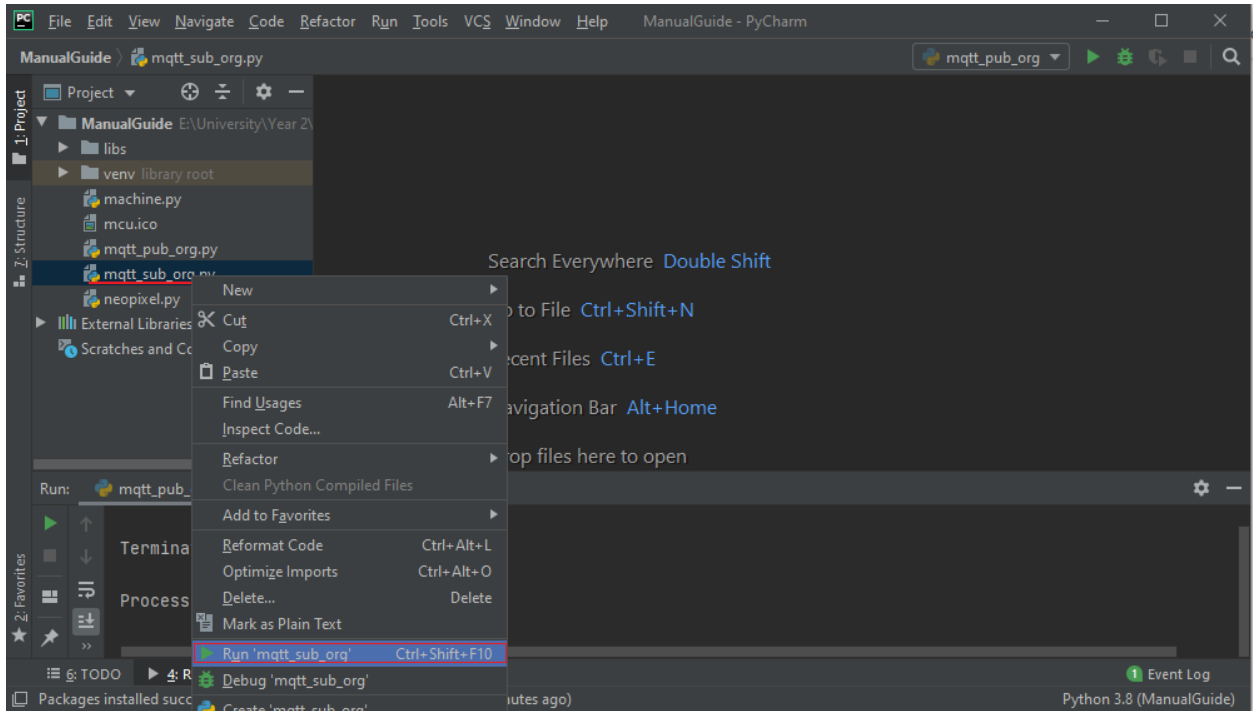 PC File Edit View Navigate Code Refactor Run Tools VCS Window Help ManualGuide - PyCharm
ManualGuide mqtt_sub_org.py mqtt_pub_org
1: Project
Project
ManualGuide E:\University\Year 2\
libs
venv library root
machine.py
mcu.ico
mqtt_pub_org.py
mqtt_sub_org.py
neopixel.py
External Libraries
Scratches and Co
7: Structure
2: Favorites
Search Everywhere Double Shift
o to File Ctrl+Shift+N
ecent Files Ctrl+E
avigation Bar Alt+Home
rop files here to open
New
Cut Ctrl+X
Copy
Paste Ctrl+V
Find Usages Alt+F7
Inspect Code...
Refactor
Clean Python Compiled Files
Add to Favorites
Reformat Code Ctrl+Alt+L
Optimize Imports Ctrl+Alt+O
Delete... Delete
Mark as Plain Text
Run 'mqtt_sub_org' Ctrl+Shift+F10
Debug 'mqtt_sub_org'
Create 'mqtt_sub_org'
Run: mqtt_pub_
Termina
Process
6: TODO 4: R 1 Event Log
Packages installed succ utes ago) Python 3.8 (ManualGuide)